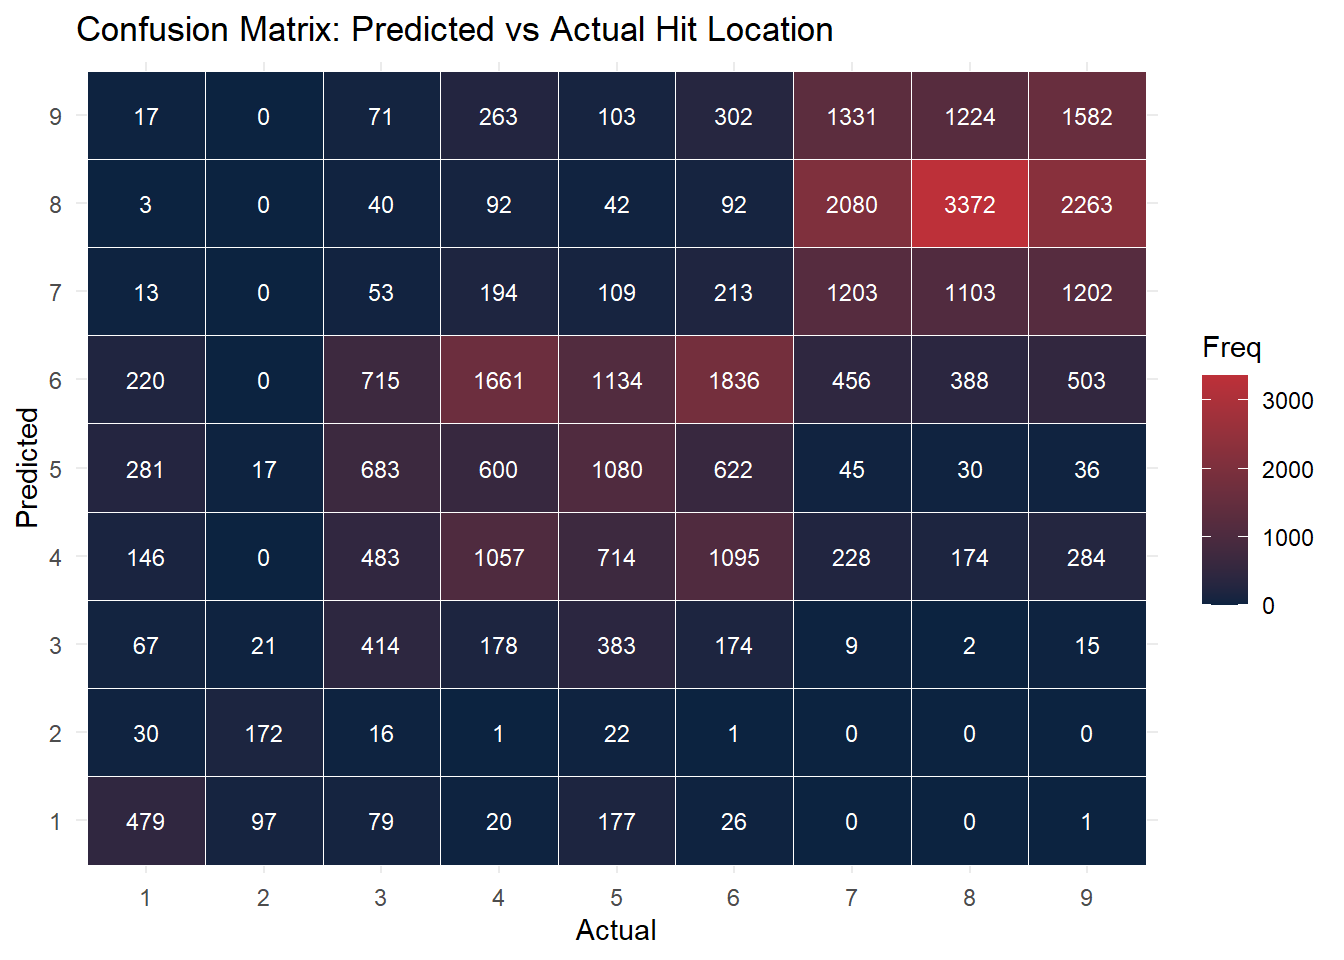 Confusion Matrix: Predicted vs Actual Hit Location
9 17 0 71 263 103 302 1331 1224 1582
8 3 0 40 92 42 92 2080 3372 2263
7 13 0 53 194 109 213 1203 1103 1202
6 220 0 715 1661 1134 1836 456 388 503
5 281 17 683 600 1080 622 45 30 36
4 146 0 483 1057 714 1095 228 174 284
3 67 21 414 178 383 174 9 2 15
2 30 172 16 1 22 1 0 0 0
1 479 97 79 20 177 26 0 0 1
1 2 3 4 5 6 7 8 9
Actual
Predicted
Freq
3000
2000
1000
0